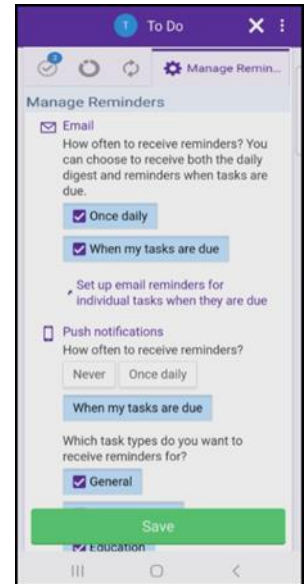 T To Do
2
Manage Remin...
Manage Reminders
Email
How often to receive reminders? You
can choose to receive both the daily
digest and reminders when tasks are
due.
Once daily
When my tasks are due
Set up email reminders for
individual tasks when they are due
Push notifications
How often to receive reminders?
Never Once daily
When my tasks are due
Which task types do you want to
receive reminders for?
General
Save
Education